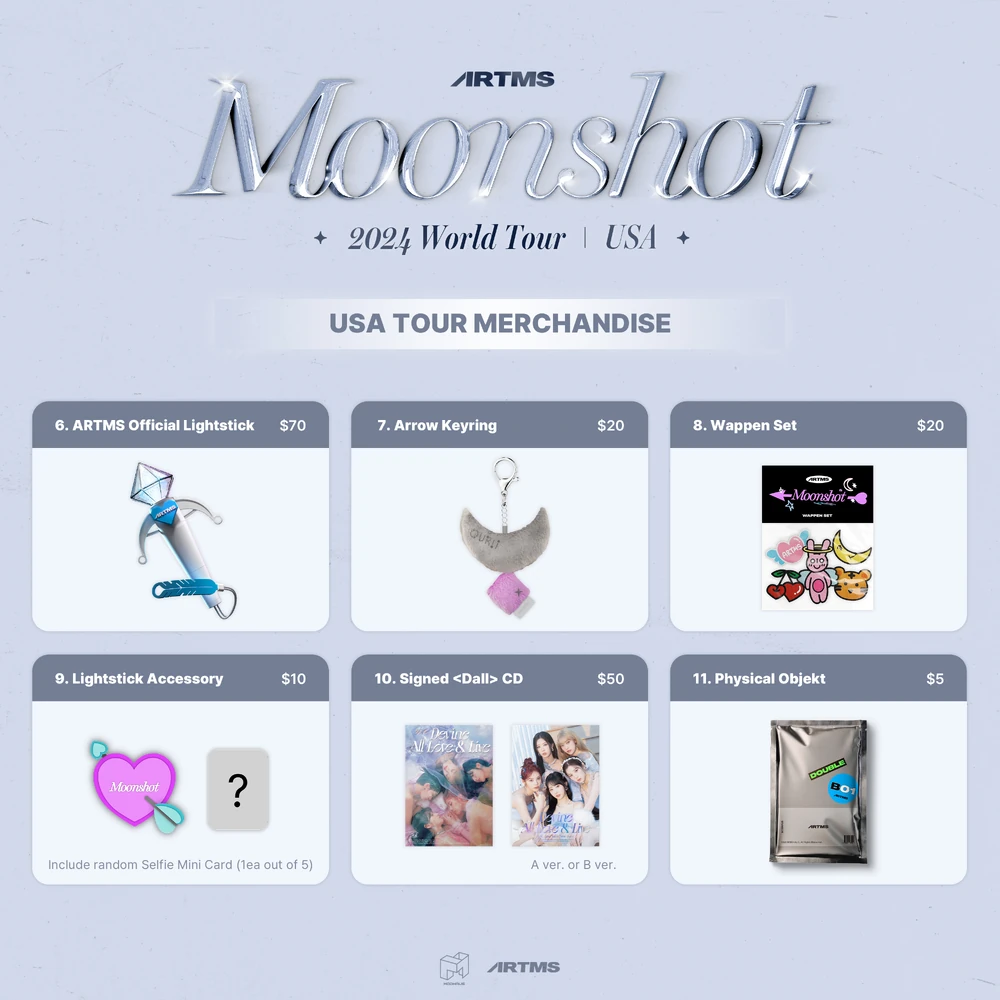 ARTMS
Moonshot
2024 World Tour | USA
USA TOUR MERCHANDISE
6. ARTMS Official Lightstick $70
7. Arrow Keyring $20
8. Wappen Set $20
ARTMS
OURII
ARTMS
Moonshot
WAPPEN SET
ARTMS
9. Lightstick Accessory $10
10. Signed <Dall> CD $50
11. Physical Objekt $5
Moonshot
?
Include random Selfie Mini Card (1ea out of 5)
Devine
All Love & Live
Devine
All Love & Live
A ver. or B ver.
DOUBLE
ARTMS
ARTMS